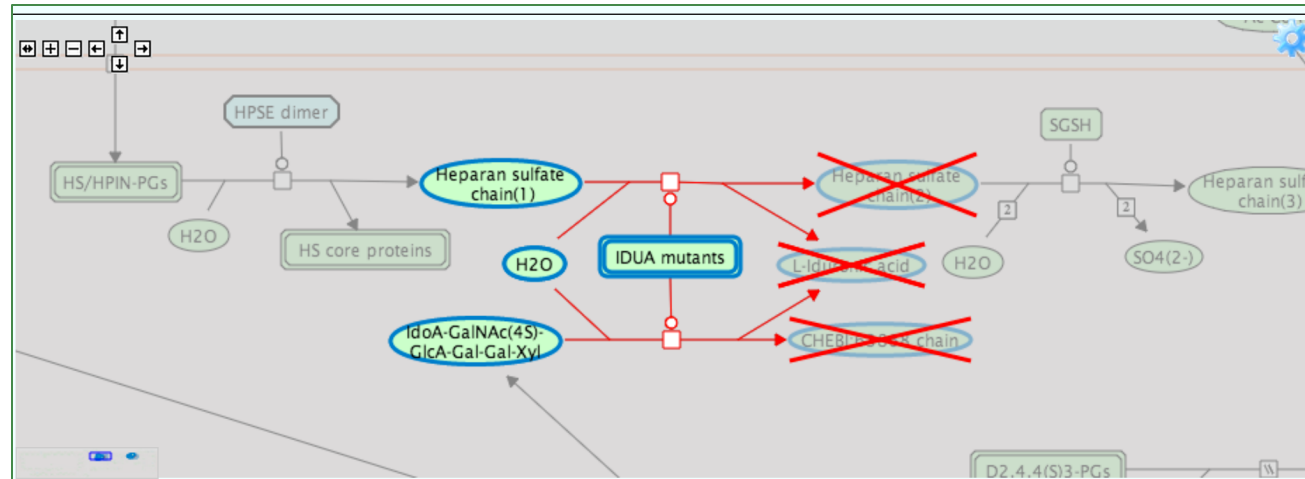 HPSE dimer
SGSH
HS/HPIN-PGs
Heparan sulfate
chain(1)
Heparan sulfate
chain(2)
Heparan sulf
chain(3)
2
2
H2O
HS core proteins
H2O
IDUA mutants
L-Iduronic acid
H2O
SO4(2-)
IdoA-GalNAc(4S)-
GlcA-Gal-Gal-Xyl
chain
D2,4,4(S)3-PGs